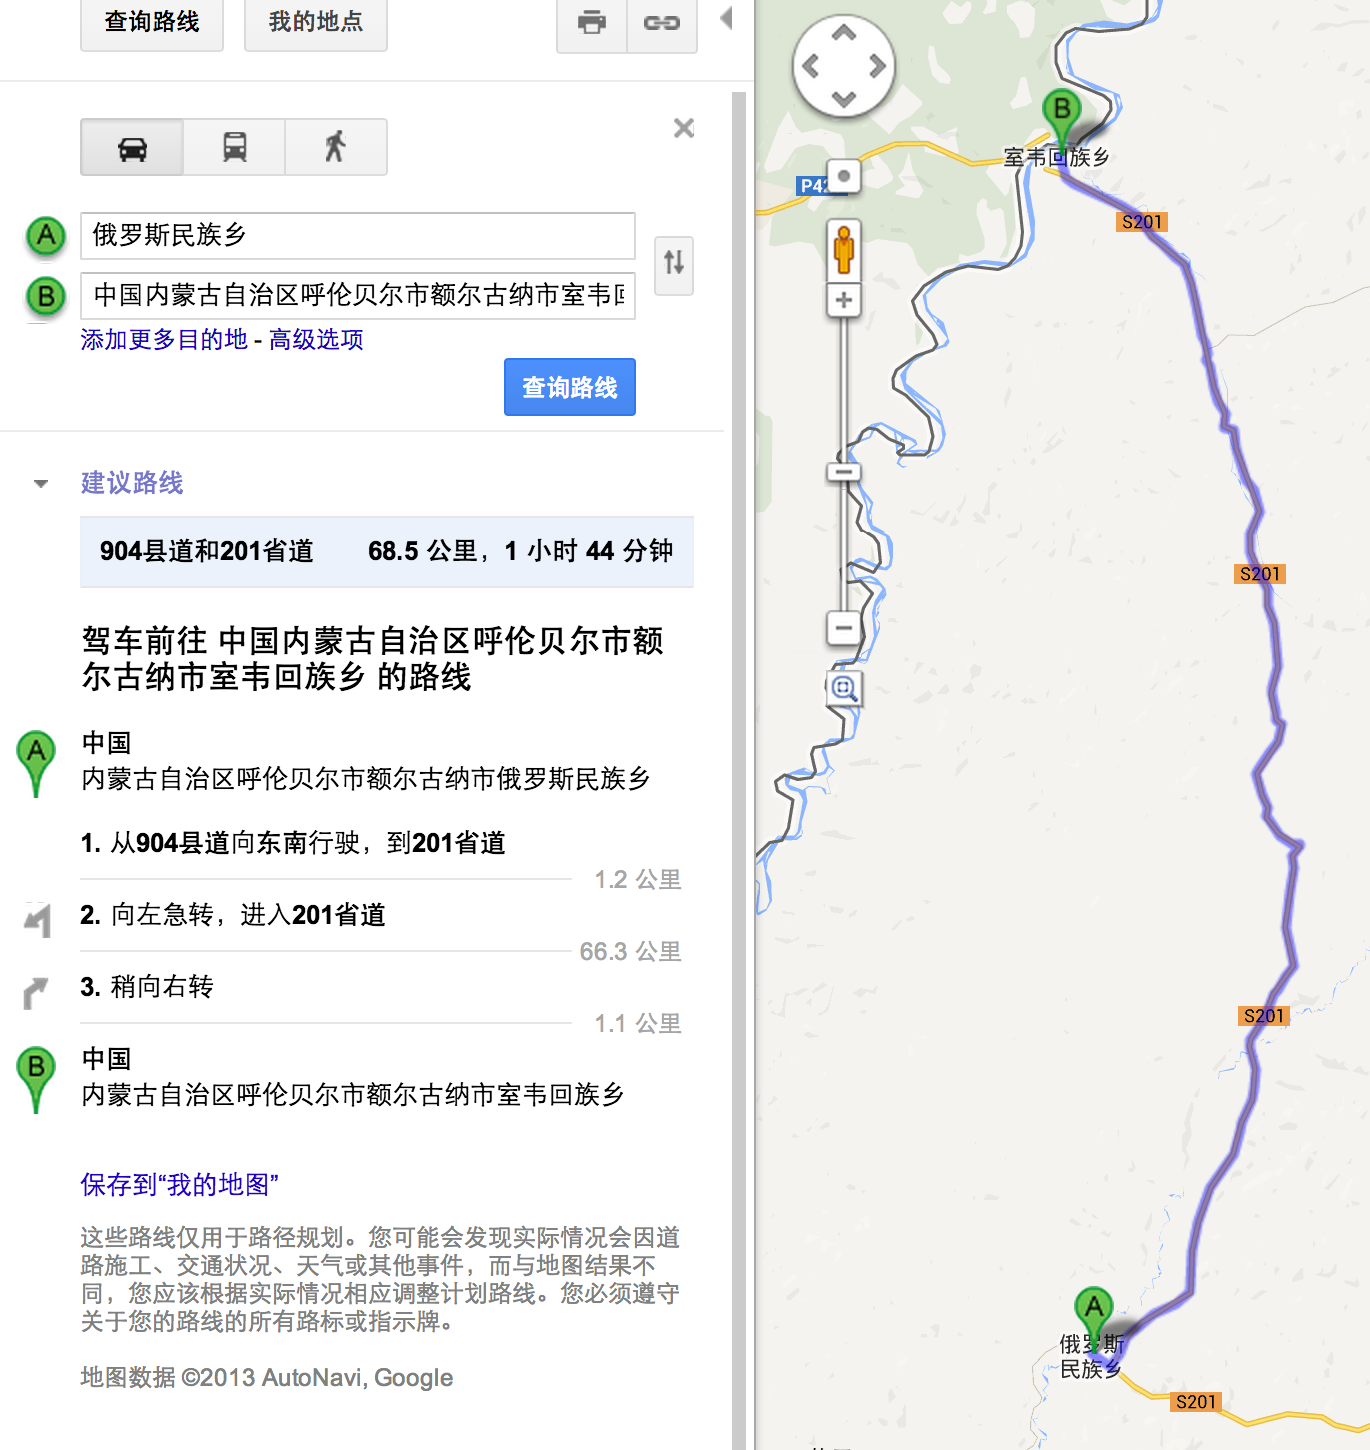 查询路线
我的地点
A 俄罗斯民族乡
B 中国内蒙古自治区呼伦贝尔市额尔古纳市室韦回
添加更多目的地 - 高级选项
查询路线
建议路线
904县道和201省道 68.5 公里，1 小时 44 分钟
驾车前往 中国内蒙古自治区呼伦贝尔市额
尔古纳市室韦回族乡 的路线
A 中国
内蒙古自治区呼伦贝尔市额尔古纳市俄罗斯民族乡
1. 从904县道向东南行驶，到201省道
1.2 公里
2. 向左急转，进入201省道
66.3 公里
3. 稍向右转
1.1 公里
B 中国
内蒙古自治区呼伦贝尔市额尔古纳市室韦回族乡
保存到“我的地图”
这些路线仅用于路径规划。您可能会发现实际情况会因道
路施工、交通状况、天气或其他事件，而与地图结果不
同，您应该根据实际情况相应调整计划路线。您必须遵守
关于您的路线的所有路标或指示牌。
地图数据 ©2013 AutoNavi, Google
B
室韦回族乡
S201
S201
S201
A
俄罗斯
民族乡
S201